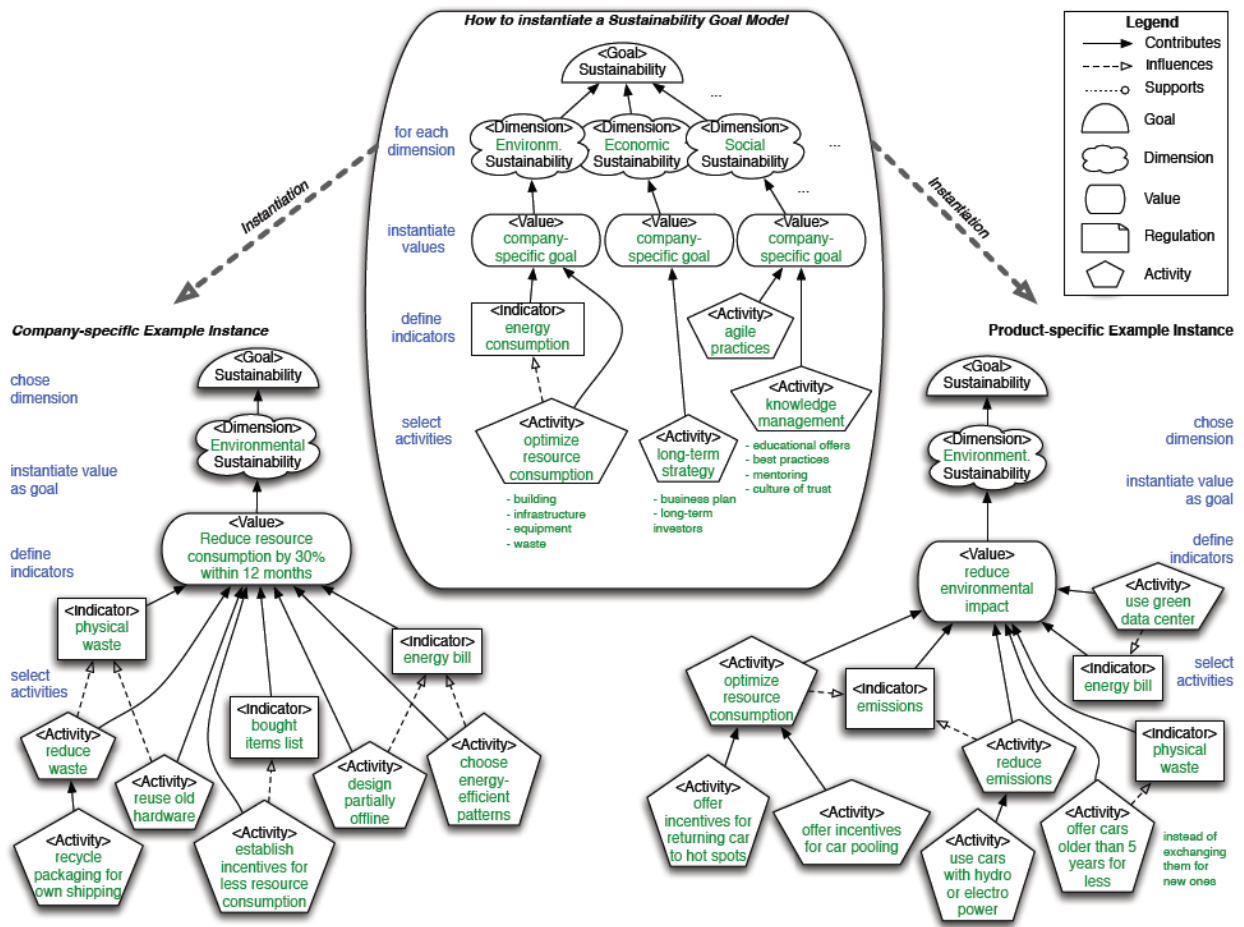 How to instantiate a Sustainability Goal Model
<Goal>
Sustainability
...
for each
dimension
<Dimension>
Environm.
Sustainability
<Dimension>
Economic
Sustainability
<Dimension>
Social
Sustainability
...
...
instantiate
values
<Value>
company-
specific goal
<Value>
company-
specific goal
<Value>
company-
specific goal
define
indicators
<Indicator>
energy
consumption
<Activity>
agile
practices
select
activities
<Activity>
optimize
resource
consumption
- building
- infrastructure
- equipment
- waste
<Activity>
long-term
strategy
- business plan
- long-term
investors
<Activity>
knowledge
management
- educational offers
- best practices
- mentoring
- culture of trust
Instantiation
Instantiation
Legend
Contributes
Influences
Supports
Goal
Dimension
Value
Regulation
Activity
Company-specific Example Instance
chose
dimension
<Goal>
Sustainability
<Dimension>
Environmental
Sustainability
instantiate value
as goal
<Value>
Reduce resource
consumption by 30%
within 12 months
define
indicators
<Indicator>
physical
waste
<Indicator>
energy bill
select
activities
<Indicator>
bought
items list
<Activity>
reduce
waste
<Activity>
reuse old
hardware
<Activity>
design
partially
offline
<Activity>
choose
energy-
efficient
patterns
<Activity>
recycle
packaging for
own shipping
<Activity>
establish
incentives for
less resource
consumption
Product-specific Example Instance
<Goal>
Sustainability
chose
dimension
<Dimension>
Environment.
Sustainability
instantiate value
as goal
define
indicators
<Value>
reduce
environmental
impact
<Activity>
use green
data center
select
activities
<Indicator>
energy bill
<Activity>
optimize
resource
consumption
<Indicator>
emissions
<Activity>
reduce
emissions
<Indicator>
physical
waste
<Activity>
offer
incentives for
returning car
to hot spots
<Activity>
offer incentives
for car pooling
<Activity>
use cars
with hydro
or electro
power
<Activity>
offer cars
older than 5
years for
less
instead of
exchanging
them for
new ones